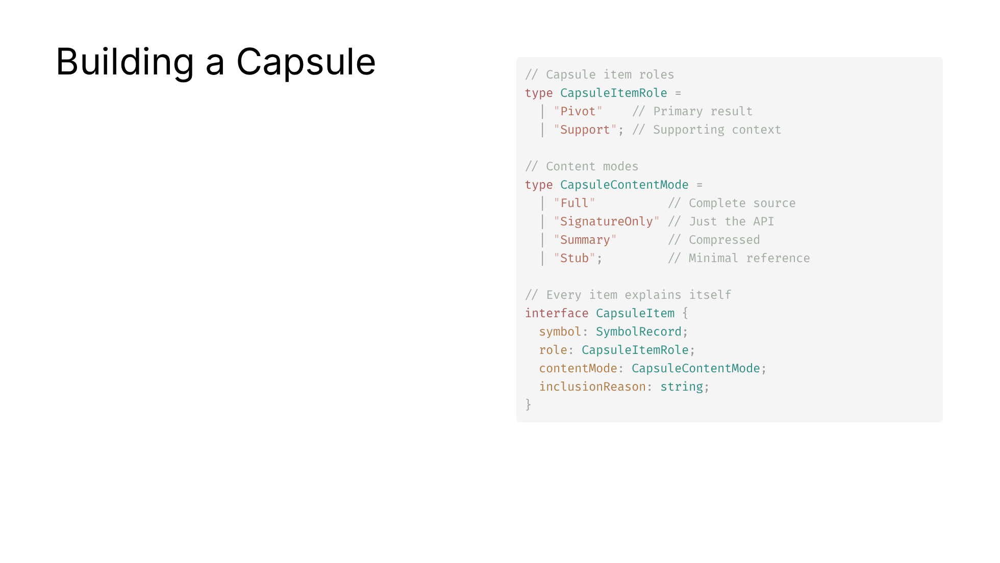 Building a Capsule
// Capsule item roles
type CapsuleItemRole =
  | "Pivot"    // Primary result
  | "Support"; // Supporting context

// Content modes
type CapsuleContentMode =
  | "Full"          // Complete source
  | "SignatureOnly" // Just the API
  | "Summary"       // Compressed
  | "Stub";         // Minimal reference

// Every item explains itself
interface CapsuleItem {
  symbol: SymbolRecord;
  role: CapsuleItemRole;
  contentMode: CapsuleContentMode;
  inclusionReason: string;
}